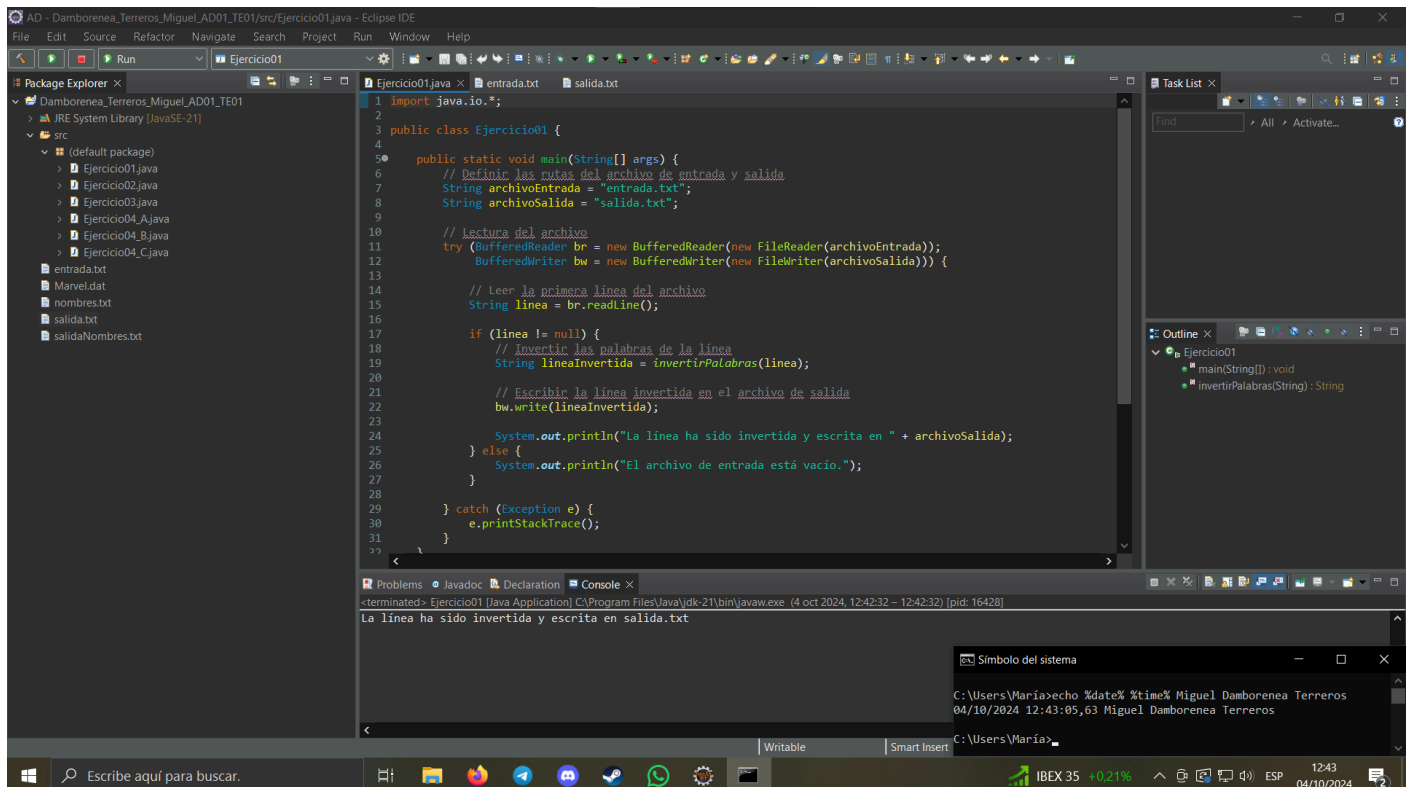 AD - Damborenea_Terreros_Miguel_AD01_TE01/src/Ejercicio01.java - Eclipse IDE
File Edit Source Refactor Navigate Search Project Run Window Help
Run Ejercicio01
Package Explorer
Damborenea_Terreros_Miguel_AD01_TE01
JRE System Library [JavaSE-21]
src
(default package)
Ejercicio01.java
Ejercicio02.java
Ejercicio03.java
Ejercicio04_A.java
Ejercicio04_B.java
Ejercicio04_C.java
entrada.txt
Marvel.dat
nombres.txt
salida.txt
salidaNombres.txt
Ejercicio01.java entrada.txt salida.txt
1 import java.io.*;
2
3 public class Ejercicio01 {
4
5 public static void main(String[] args) {
6 // Definir las rutas del archivo de entrada y salida
7 String archivoEntrada = "entrada.txt";
8 String archivoSalida = "salida.txt";
9
10 // Lectura del archivo
11 try (BufferedReader br = new BufferedReader(new FileReader(archivoEntrada));
12 BufferedWriter bw = new BufferedWriter(new FileWriter(archivoSalida))) {
13
14 // Leer la primera línea del archivo
15 String linea = br.readLine();
16
17 if (linea != null) {
18 // Invertir las palabras de la línea
19 String lineaInvertida = invertirPalabras(linea);
20
21 // Escribir la línea invertida en el archivo de salida
22 bw.write(lineaInvertida);
23
24 System.out.println("La línea ha sido invertida y escrita en " + archivoSalida);
25 } else {
26 System.out.println("El archivo de entrada está vacío.");
27 }
28
29 } catch (Exception e) {
30 e.printStackTrace();
31 }
32 }
Task List
Find All Activate...
Outline
Ejercicio01
main(String[]) : void
invertirPalabras(String) : String
Problems Javadoc Declaration Console
<terminated> Ejercicio01 [Java Application] C:\Program Files\Java\jdk-21\bin\javaw.exe (4 oct 2024, 12:42:32 – 12:42:32) [pid: 16428]
La línea ha sido invertida y escrita en salida.txt
Símbolo del sistema
C:\Users\María>echo %date% %time% Miguel Damborenea Terreros
04/10/2024 12:43:05,63 Miguel Damborenea Terreros
C:\Users\María>
Writable Smart Insert
Escribe aquí para buscar.
IBEX 35 +0,21% ESP 12:43
04/10/2024
2